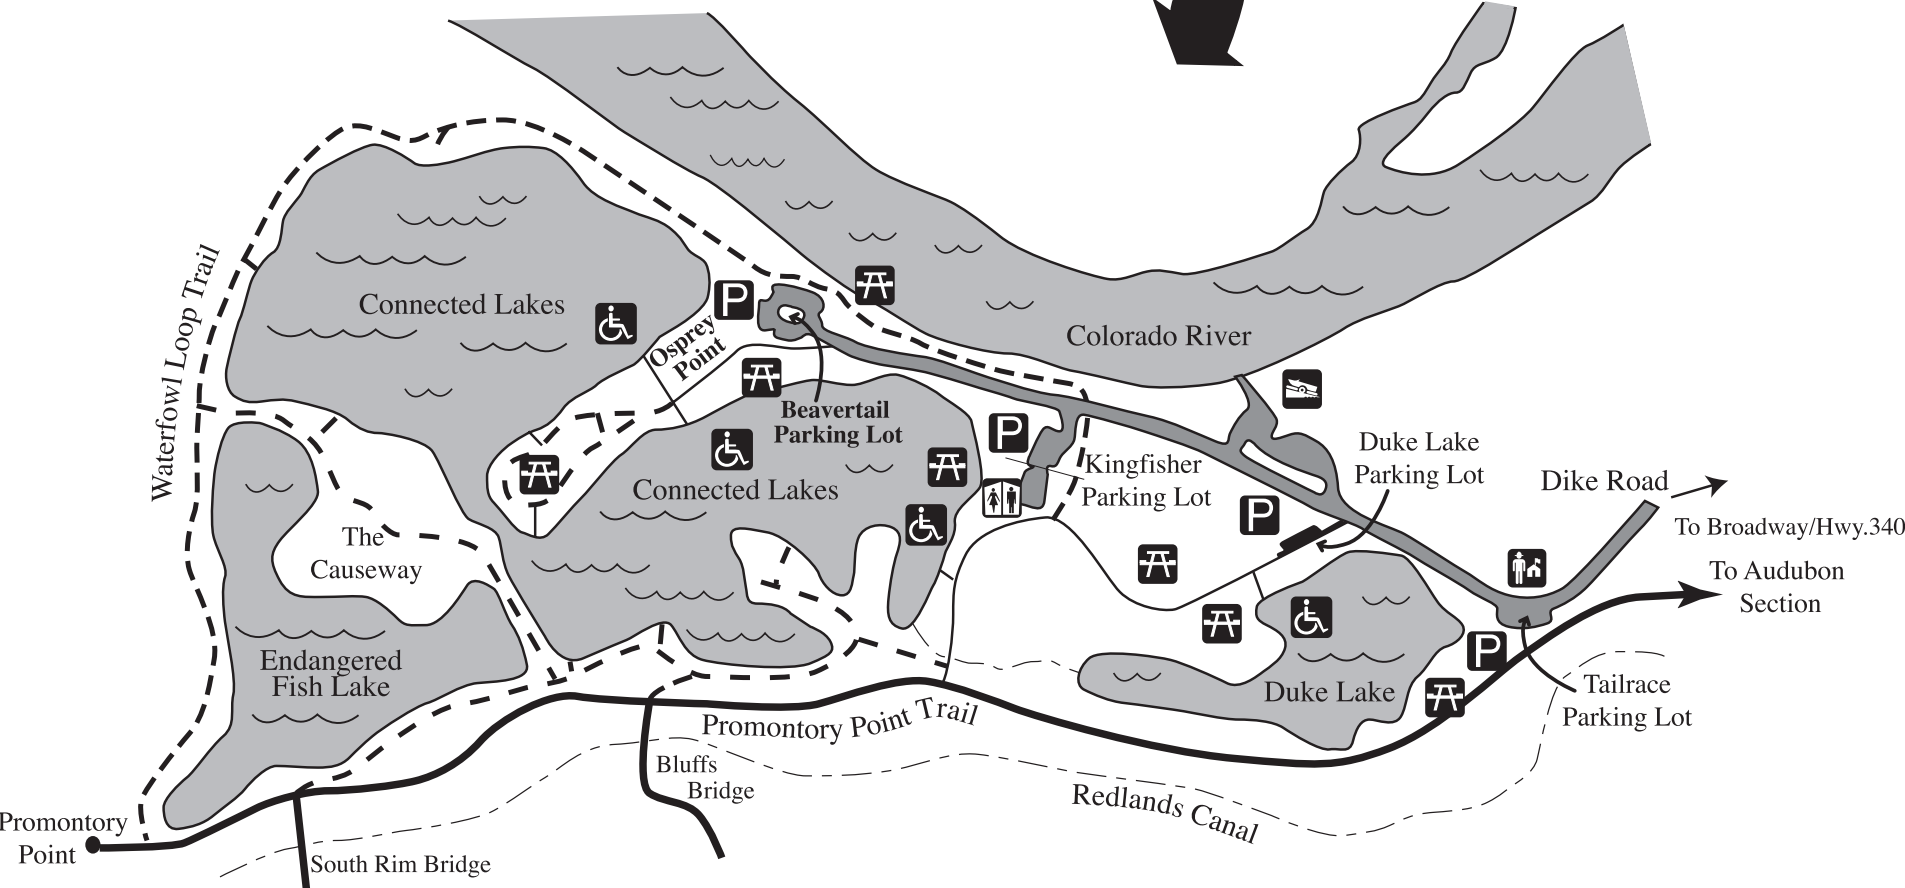 Waterfowl Loop Trail
Connected Lakes
P
Osprey
Point
Colorado River
Beavertail
Parking Lot
Connected Lakes
P
Kingfisher
Parking Lot
Duke Lake
Parking Lot
P
Dike Road
To Broadway/Hwy.340
To Audubon
Section
The
Causeway
Endangered
Fish Lake
Duke Lake
P
Tailrace
Parking Lot
Promontory Point Trail
Bluffs
Bridge
Redlands Canal
Promontory
Point
South Rim Bridge